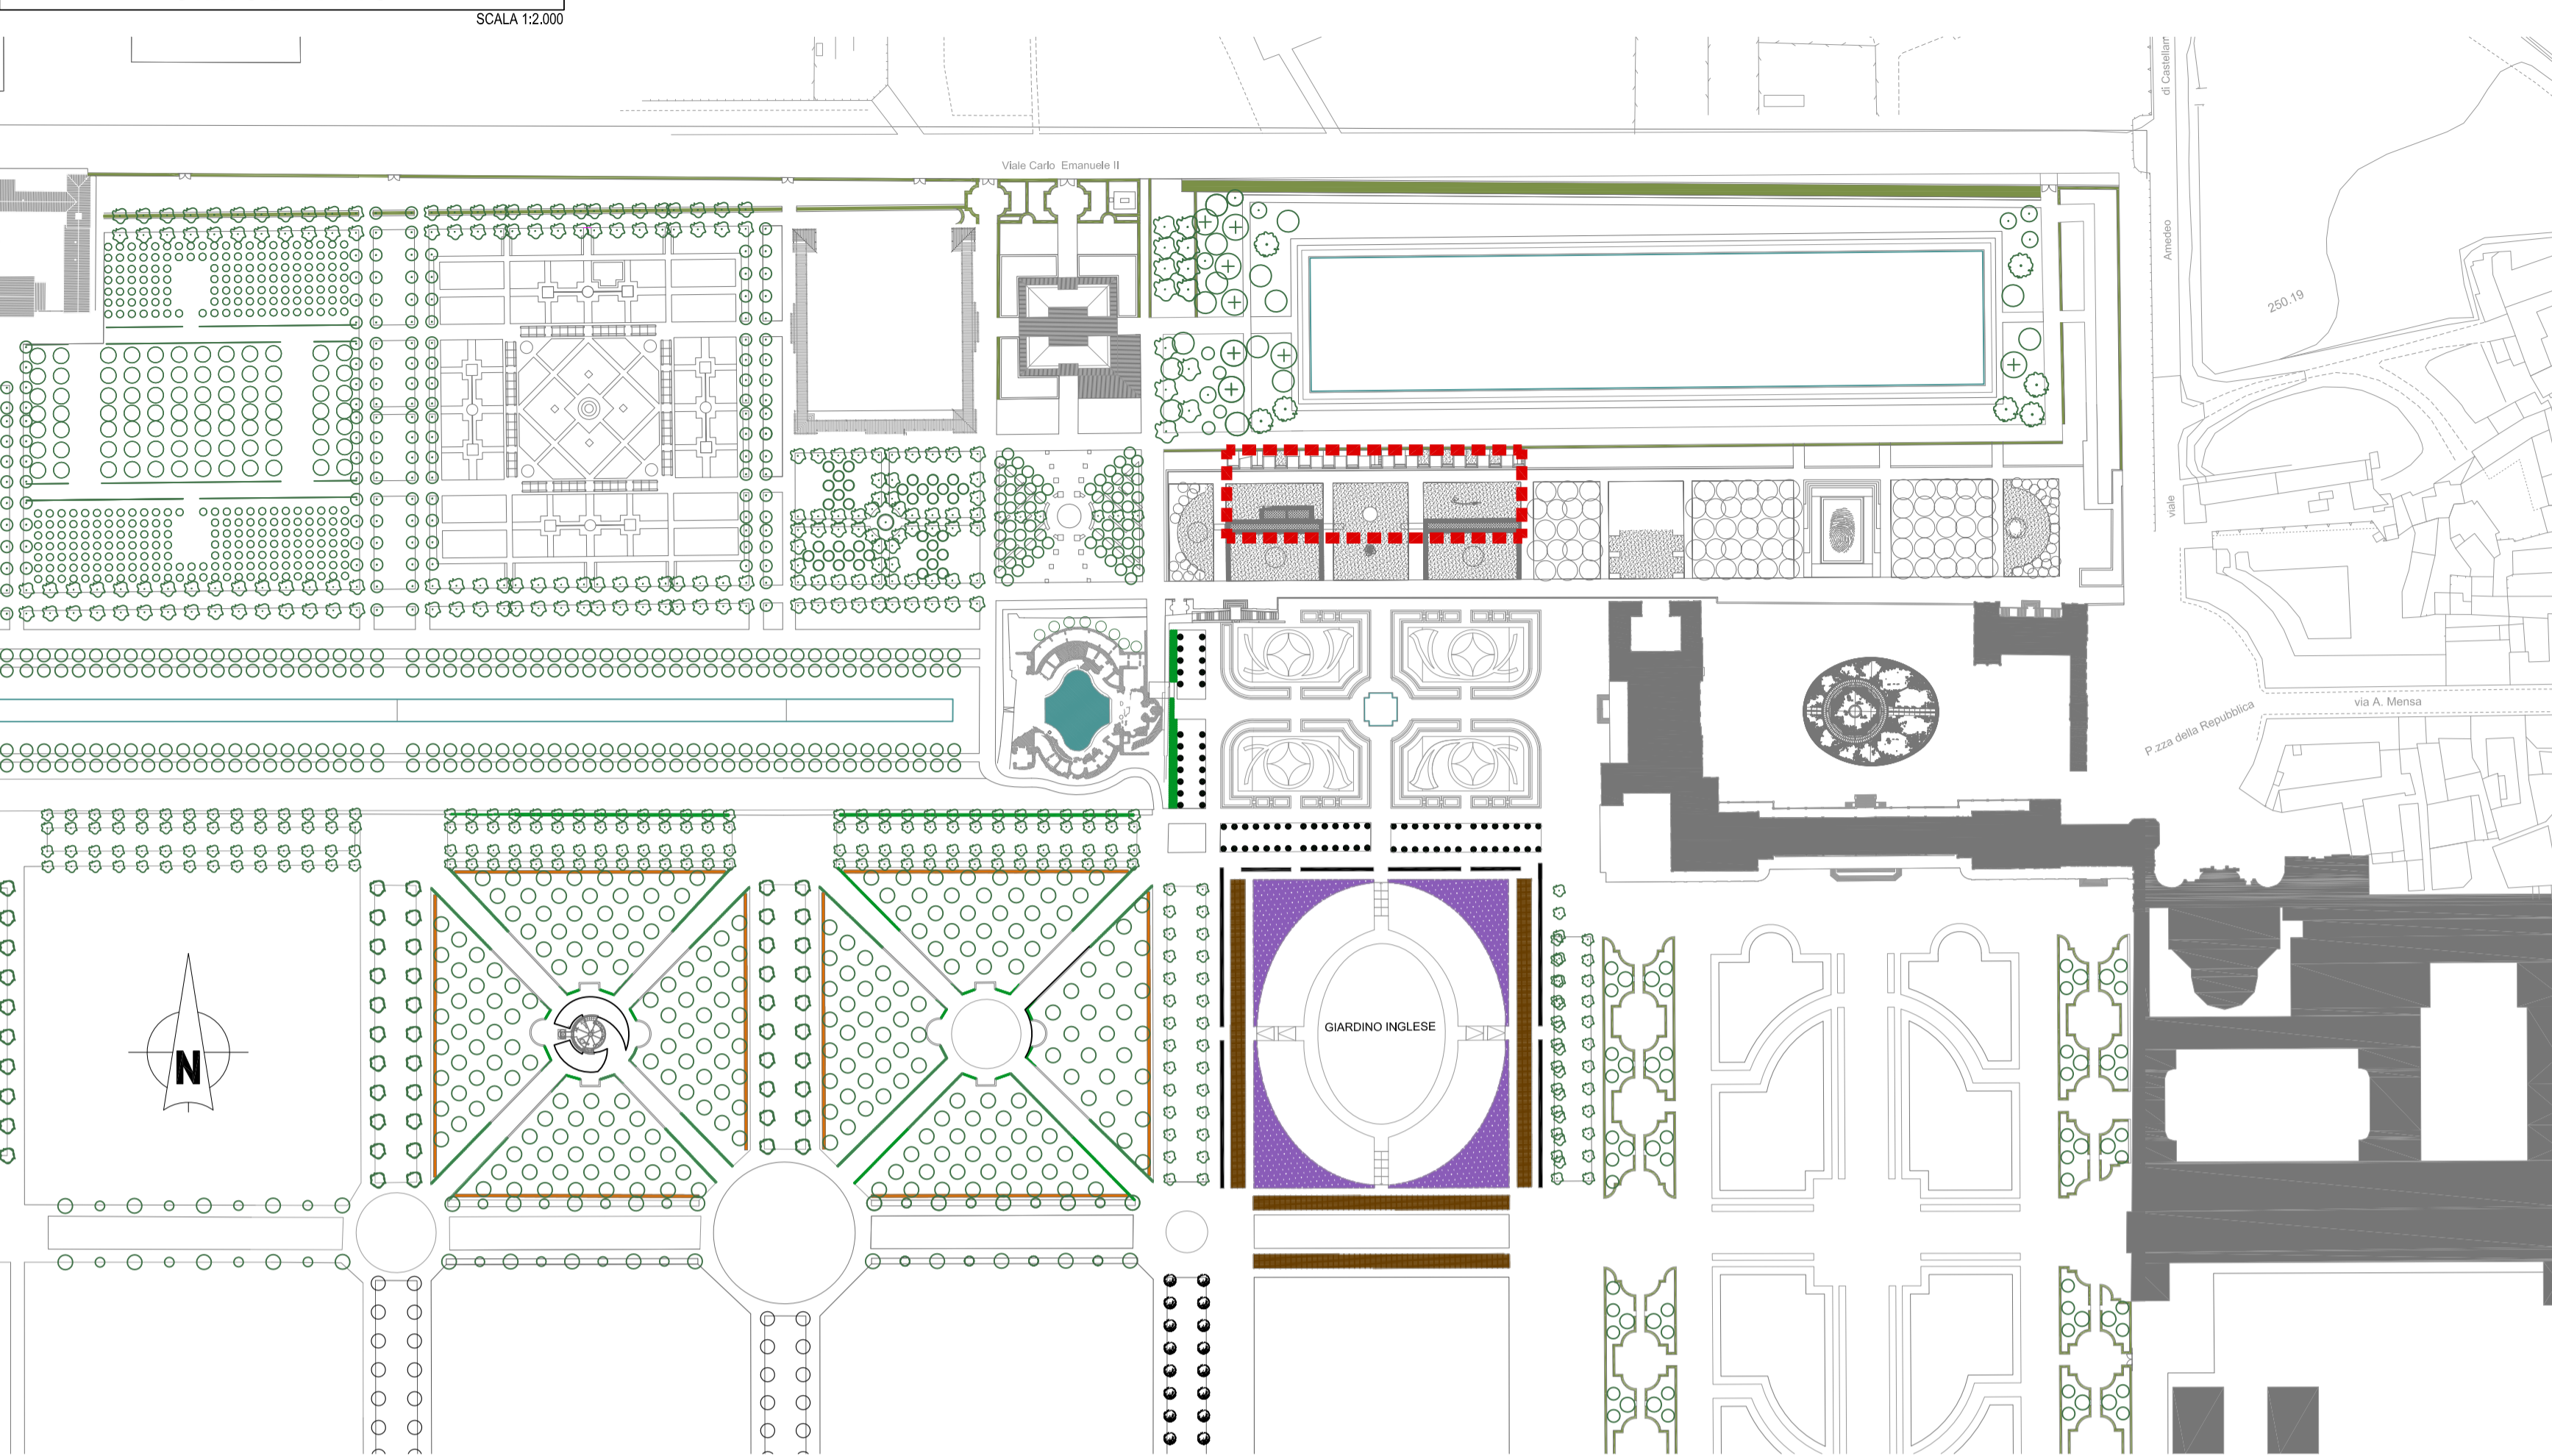 SCALA 1:2.000
di Castellam
Viale Carlo Emanuele II
Amedeo
250.19
viale
via A. Mensa
P.zza della Repubblica
GIARDINO INGLESE
N